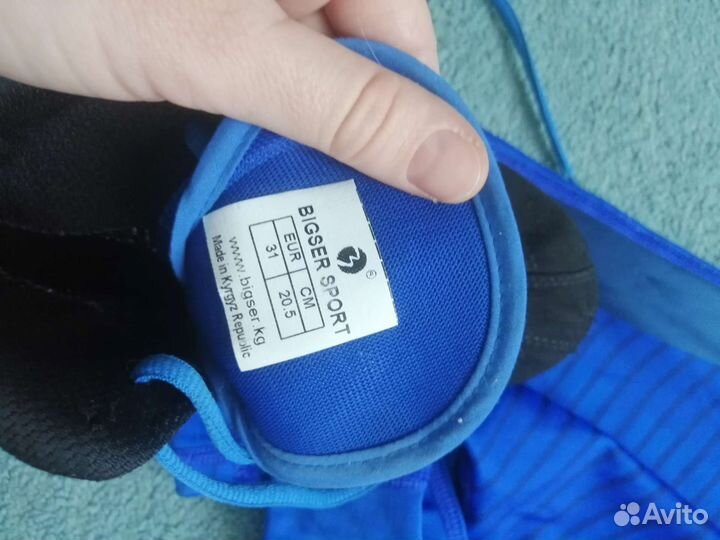 ®
BIGSER SPORT
EUR CM
31 20.5
www.bigser.kg
Made in Kyrgyz Republic
Avito